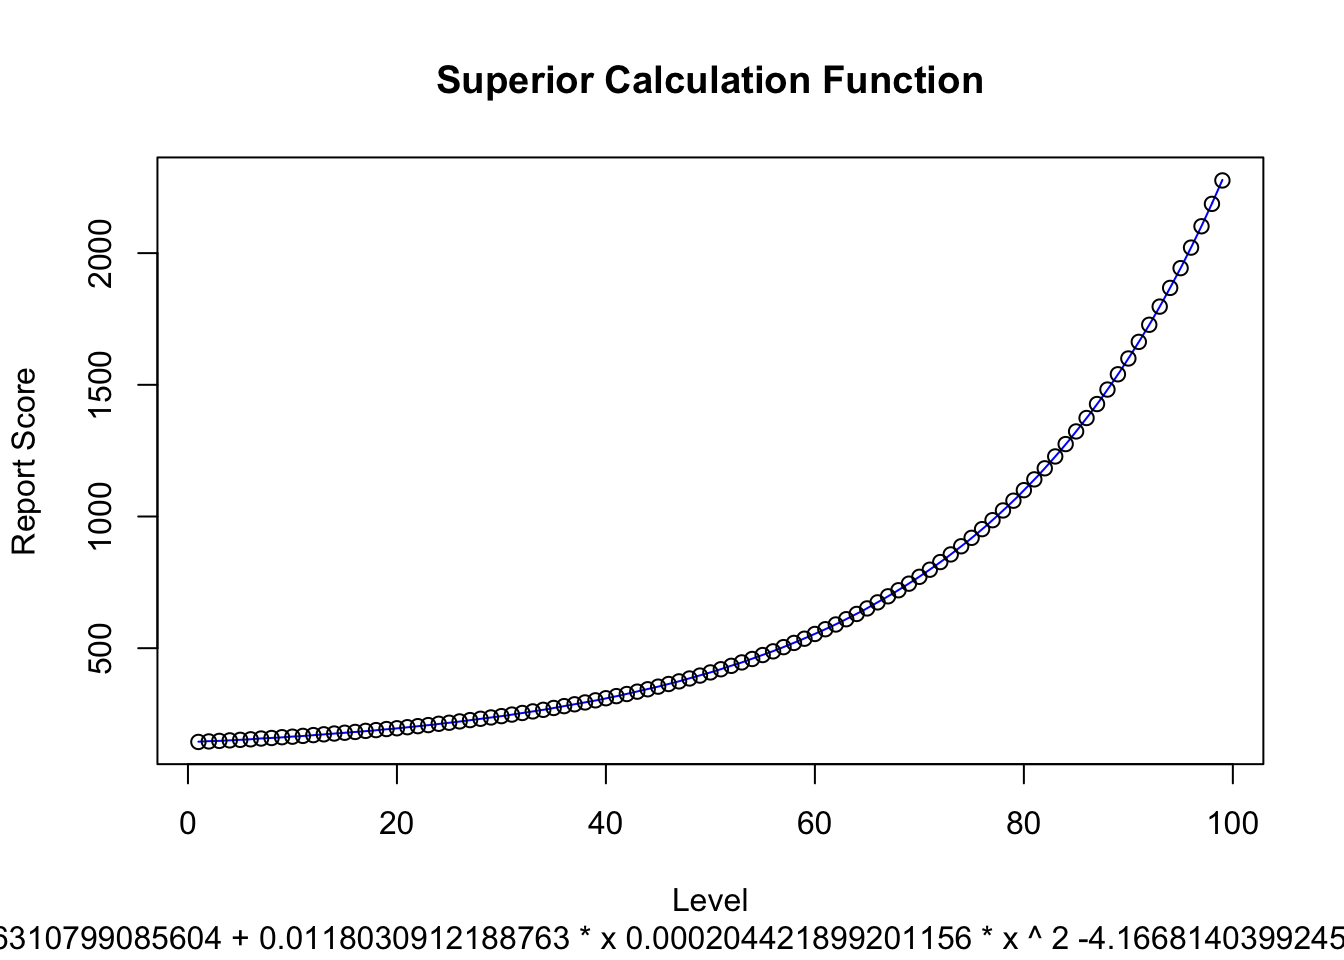 Superior Calculation Function
Report Score
500
1000
1500
2000
0 20 40 60 80 100
Level
6310799085604 + 0.0118030912188763 * x 0.000204421899201156 * x ^ 2 -4.1668140399245